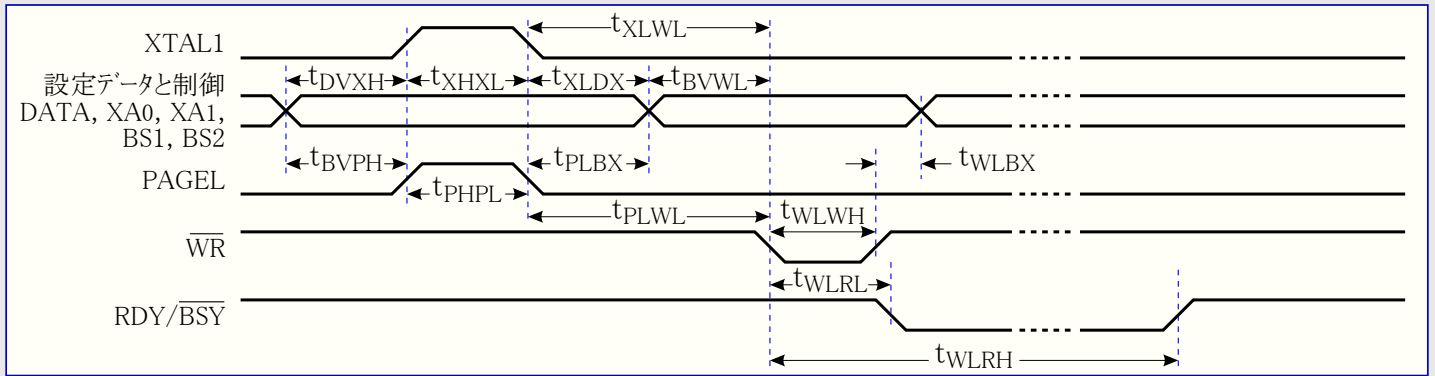 tXLWL
XTAL1
設定データと制御
tDVXH tXHXL tXLDX tBVWL
DATA, XA0, XA1,
BS1, BS2
tBVPH tPLBX tWLBX
PAGEL
tPHPL
tPLWL tWLWH
WR
tWLRL
RDY/BSY
tWLRH